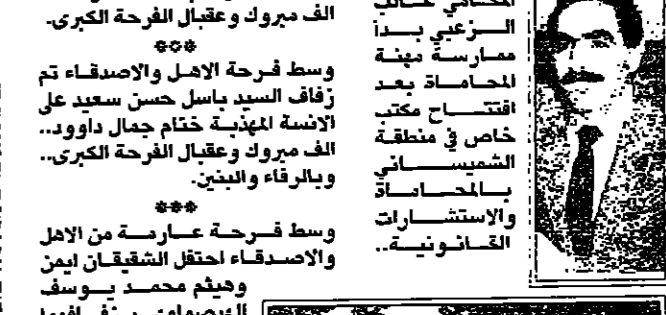 المحامي غالب
الزعبي بدأ
ممارسة مهنة
المحاماة بعد
افتتاح مكتب
خاص في منطقة
الشميساني
بالمحاماة
والاستشارات
القانونية..
الف مبروك وعقبال الفرحة الكبرى.
وسط فرحة الاهل والاصدقاء تم
زفاف السيد باسل حسن سعيد على
الانسة المهذبة ختام جمال داوود..
الف مبروك وعقبال الفرحة الكبرى..
وبالرفاء والبنين.
وسط فرحة عارمة من الاهل
والاصدقاء احتفل الشقيقان ايمن
وهيثم محمد يوسف